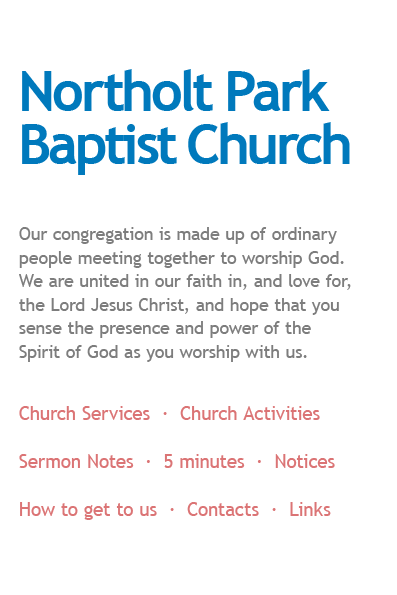 Northolt Park
Baptist Church
Our congregation is made up of ordinary
people meeting together to worship God.
We are united in our faith in, and love for,
the Lord Jesus Christ, and hope that you
sense the presence and power of the
Spirit of God as you worship with us.
Church Services · Church Activities
Sermon Notes · 5 minutes · Notices
How to get to us · Contacts · Links